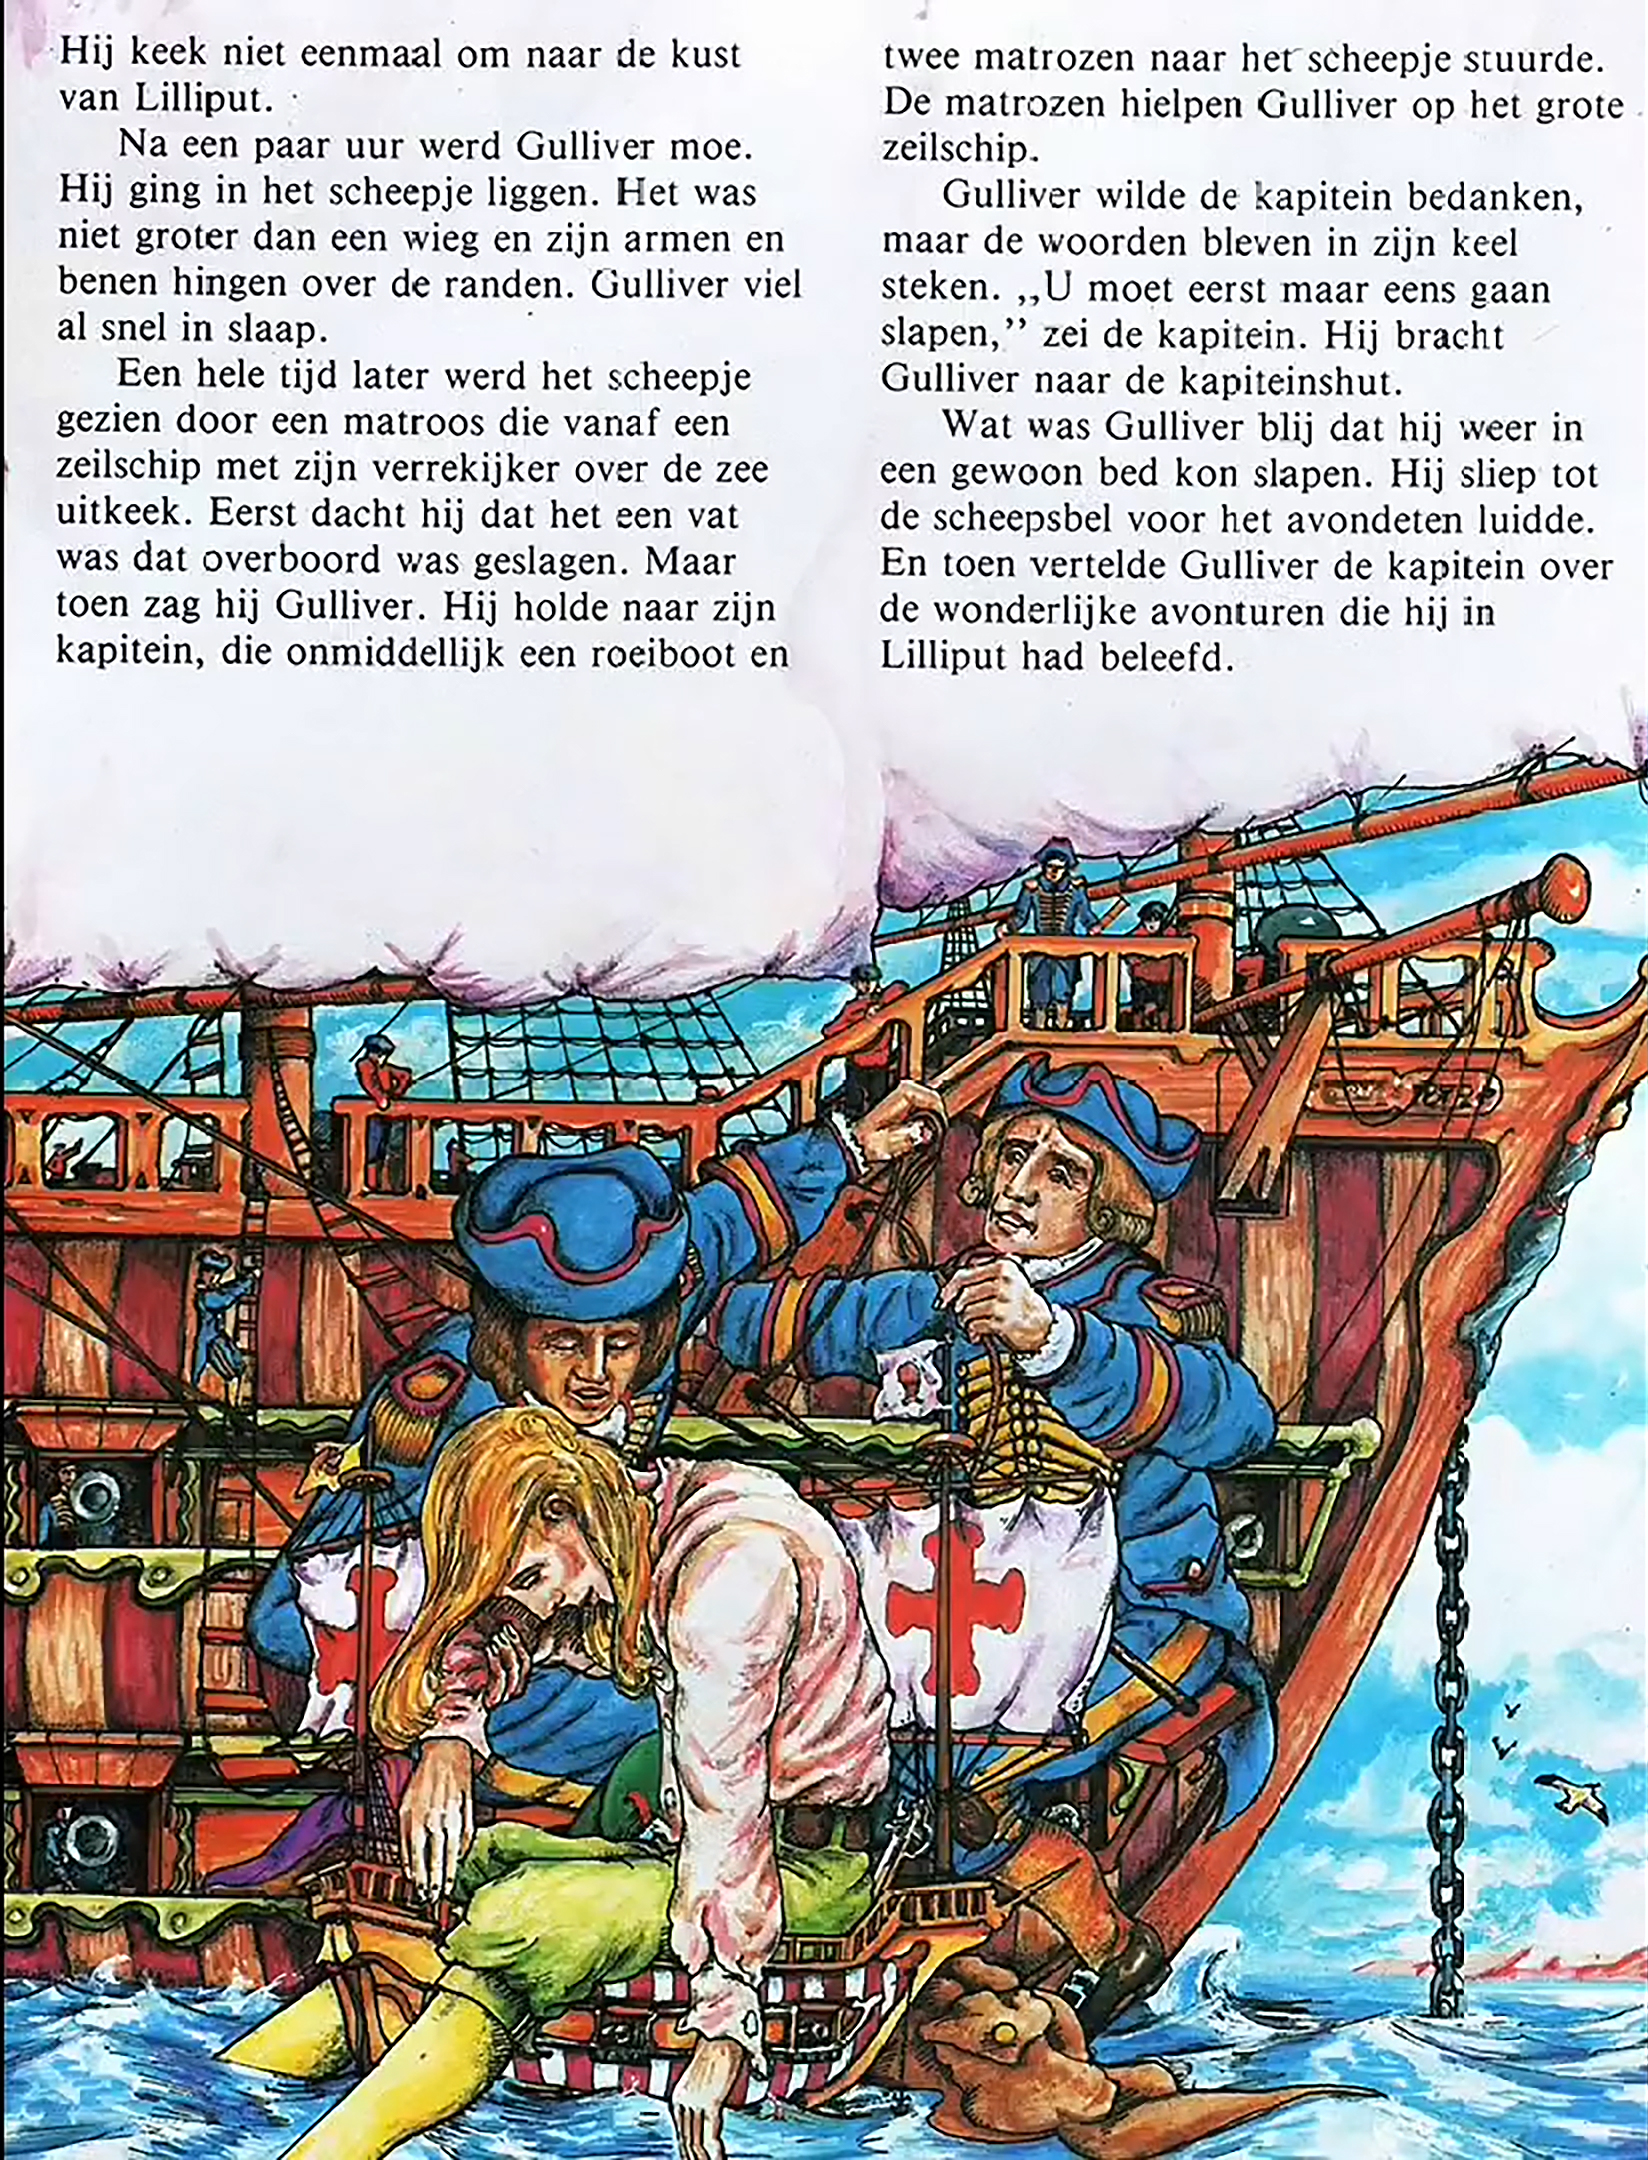 Hij keek niet eenmaal om naar de kust
van Lilliput.
Na een paar uur werd Gulliver moe.
Hij ging in het scheepje liggen. Het was
niet groter dan een wieg en zijn armen en
benen hingen over de randen. Gulliver viel
al snel in slaap.
Een hele tijd later werd het scheepje
gezien door een matroos die vanaf een
zeilschip met zijn verrekijker over de zee
uitkeek. Eerst dacht hij dat het een vat
was dat overboord was geslagen. Maar
toen zag hij Gulliver. Hij holde naar zijn
kapitein, die onmiddellijk een roeiboot en
twee matrozen naar het scheepje stuurde.
De matrozen hielpen Gulliver op het grote
zeilschip.
Gulliver wilde de kapitein bedanken,
maar de woorden bleven in zijn keel
steken. ,,U moet eerst maar eens gaan
slapen,” zei de kapitein. Hij bracht
Gulliver naar de kapiteinshut.
Wat was Gulliver blij dat hij weer in
een gewoon bed kon slapen. Hij sliep tot
de scheepsbel voor het avondeten luidde.
En toen vertelde Gulliver de kapitein over
de wonderlijke avonturen die hij in
Lilliput had beleefd.